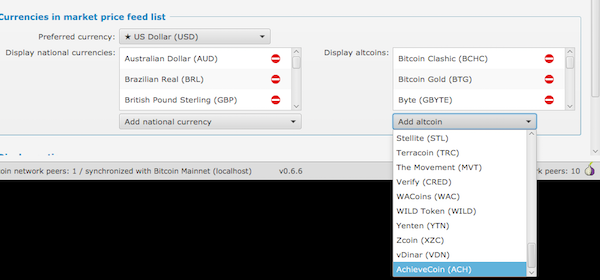 Currencies in market price feed list
Preferred currency: ★ US Dollar (USD)
Display national currencies:
Australian Dollar (AUD)
Brazilian Real (BRL)
British Pound Sterling (GBP)
Add national currency
Display altcoins:
Bitcoin Clashic (BCHC)
Bitcoin Gold (BTG)
Byte (GBYTE)
Add altcoin
Stellite (STL)
Terracoin (TRC)
The Movement (MVT)
Verify (CRED)
WACoins (WAC)
WILD Token (WILD)
Yenten (YTN)
Zcoin (XZC)
vDinar (VDN)
AchieveCoin (ACH)
coin network peers: 1 / synchronized with Bitcoin Mainnet (localhost)
v0.6.6
rk peers: 10